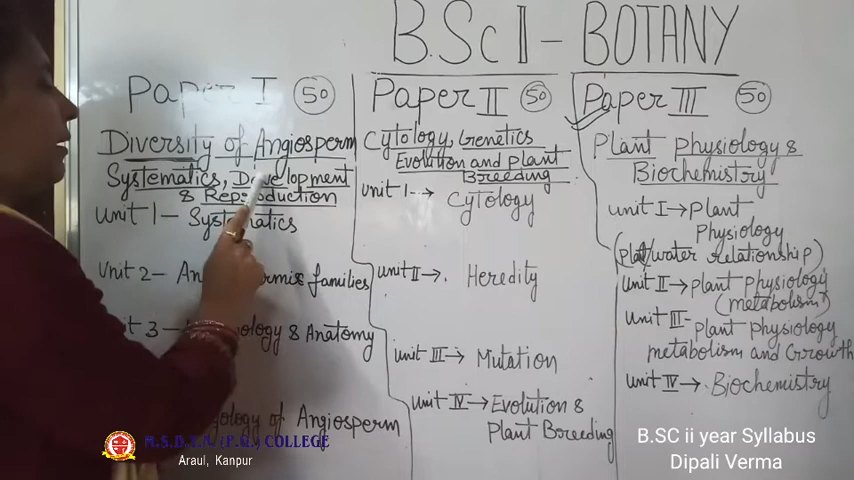 B.Sc II - BOTANY
Paper I 50
Diversity of Angiosperm
Systematics, Development
& Reproduction
Unit 1 - Systematics
Unit 2 - families
3 - & Anatomy
of Angiosperm
Paper II 50
Cytology, Genetics
Evolution and plant
Breeding
Unit 1 → Cytology
Unit II → Heredity
Unit III → Mutation
Unit IV → Evolution &
Plant Breeding
Paper III 50
Plant Physiology &
Biochemistry
Unit I → Plant
Physiology
water relationship)
Unit II → plant physiology
(metabolism)
Unit III -
plant physiology
metabolism and Growth
Unit IV → Biochemistry
M.S.D.I.N. (P.G.) COLLEGE
Araul, Kanpur
B.SC ii year Syllabus
Dipali Verma